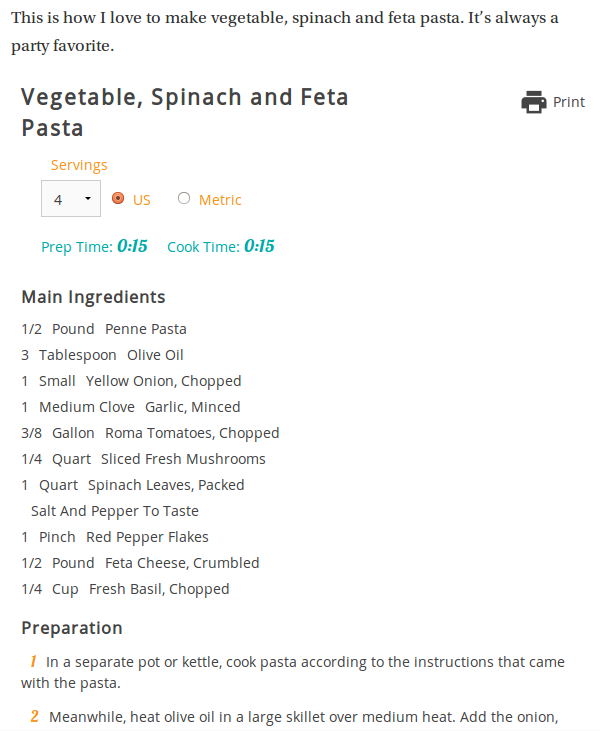 This is how I love to make vegetable, spinach and feta pasta. It's always a
party favorite.
Vegetable, Spinach and Feta
Pasta
Print
Servings
4 US Metric
Prep Time: 0:15 Cook Time: 0:15
Main Ingredients
1/2 Pound Penne Pasta
3 Tablespoon Olive Oil
1 Small Yellow Onion, Chopped
1 Medium Clove Garlic, Minced
3/8 Gallon Roma Tomatoes, Chopped
1/4 Quart Sliced Fresh Mushrooms
1 Quart Spinach Leaves, Packed
Salt And Pepper To Taste
1 Pinch Red Pepper Flakes
1/2 Pound Feta Cheese, Crumbled
1/4 Cup Fresh Basil, Chopped
Preparation
1 In a separate pot or kettle, cook pasta according to the instructions that came
with the pasta.
2 Meanwhile, heat olive oil in a large skillet over medium heat. Add the onion,